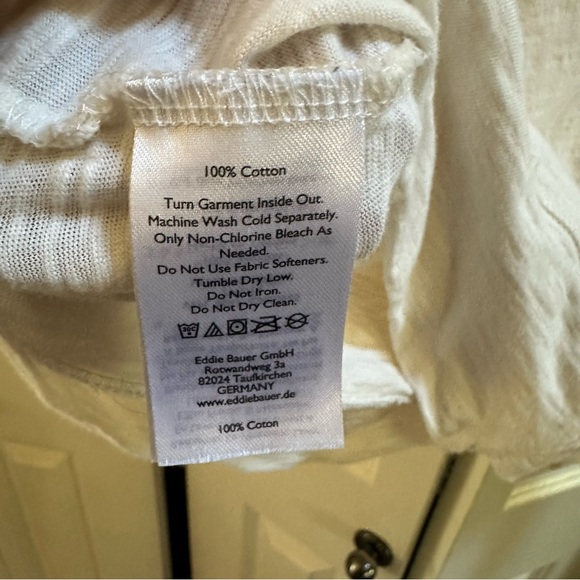 100% Cotton
Turn Garment Inside Out.
Machine Wash Cold Separately.
Only Non-Chlorine Bleach As
Needed.
Do Not Use Fabric Softeners.
Tumble Dry Low.
Do Not Iron.
Do Not Dry Clean.
Eddie Bauer GmbH
Rotwandweg 3a
82024 Taufkirchen
GERMANY
www.eddiebauer.de
100% Coton